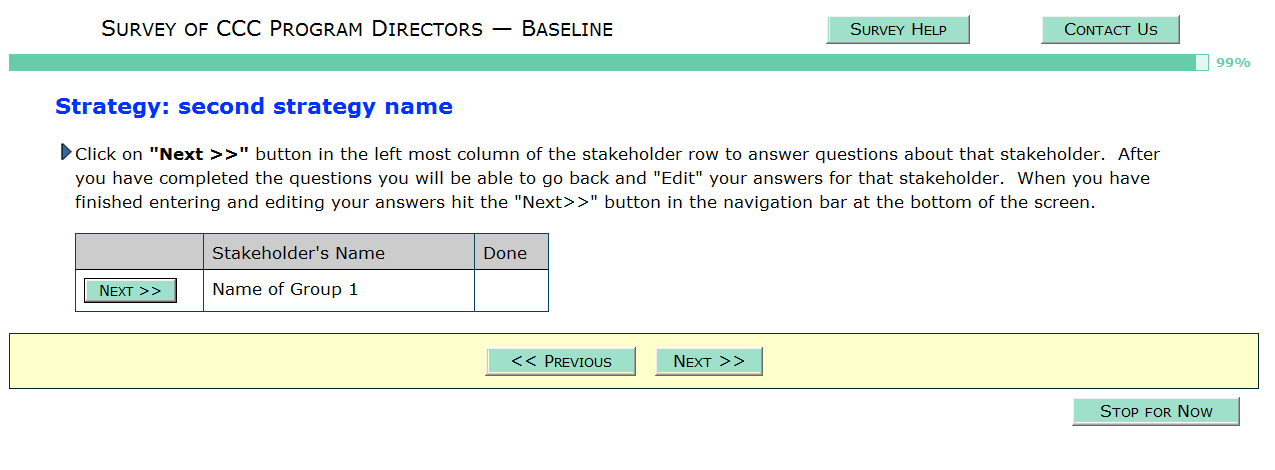 SURVEY OF CCC PROGRAM DIRECTORS — BASELINE
SURVEY HELP
CONTACT US
99%
Strategy: second strategy name
Click on "Next >>" button in the left most column of the stakeholder row to answer questions about that stakeholder.  After
you have completed the questions you will be able to go back and "Edit" your answers for that stakeholder.  When you have
finished entering and editing your answers hit the "Next>>" button in the navigation bar at the bottom of the screen.
Stakeholder's Name
Done
NEXT >>
Name of Group 1
<< PREVIOUS
NEXT >>
STOP FOR NOW